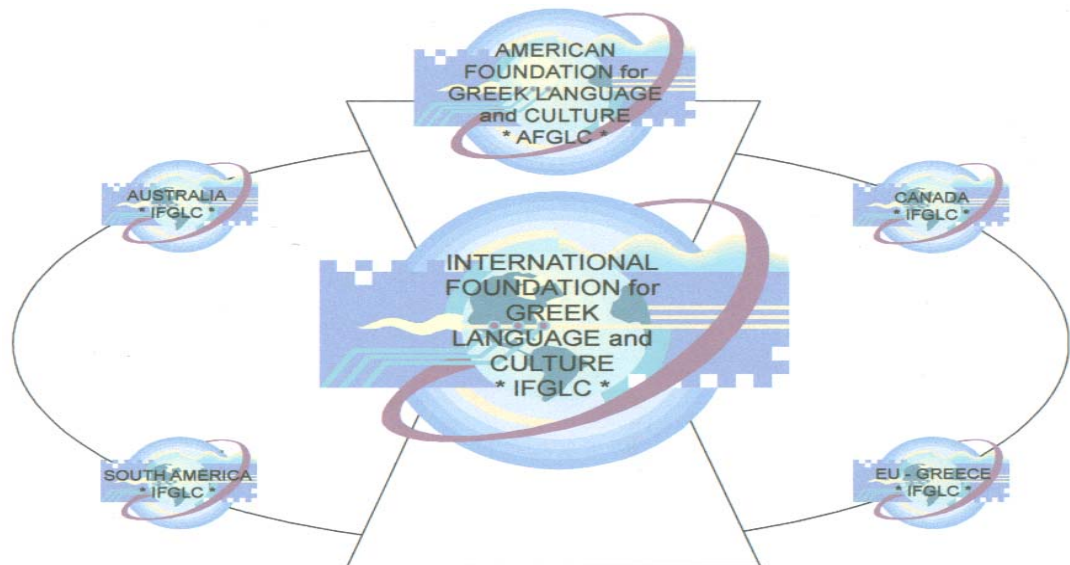 AMERICAN
FOUNDATION for
GREEK LANGUAGE
and CULTURE
* AFGLC *
AUSTRALIA
* IFGLC *
CANADA
* IFGLC *
INTERNATIONAL
FOUNDATION for
GREEK
LANGUAGE and
CULTURE
* IFGLC *
SOUTH AMERICA
* IFGLC *
EU - GREECE
* IFGLC *